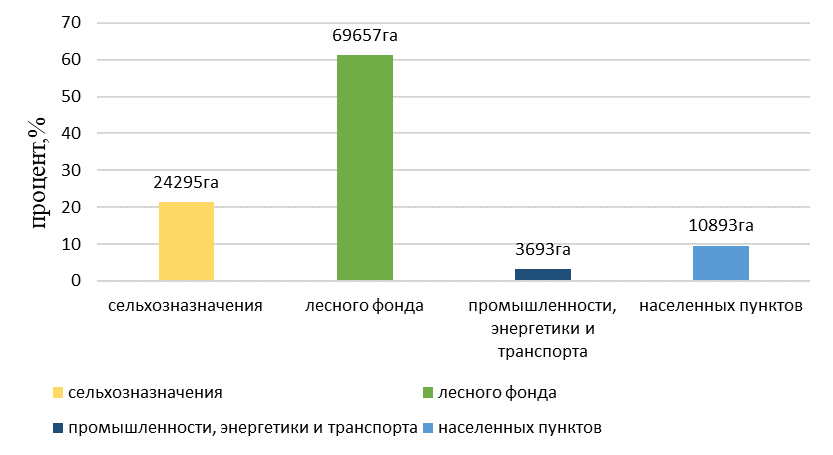 70
60
50
40
30
20
10
0
процент,%
24295га
69657га
3693га
10893га
сельхозназначения
лесного фонда
промышленности,
энергетики и
транспорта
населенных пунктов
сельхозназначения
лесного фонда
промышленности, энергетики и транспорта
населенных пунктов